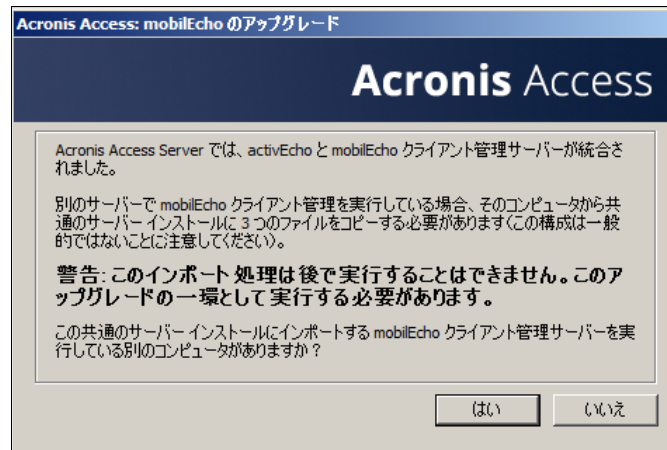 Acronis Access: mobilEcho のアップグレード
Acronis Access
Acronis Access Server では、activEcho と mobilEcho クライアント管理サーバーが統合さ
れました。
別のサーバーで mobilEcho クライアント管理を実行している場合、そのコンピュータから共
通のサーバー インストールに 3 つのファイルをコピーする必要があります(この構成は一般
的ではないことに注意してください)。
警告: このインポート 処理は後で実行することはできません。このア
ップグレードの一環として実行する必要があります。
この共通のサーバー インストールにインポートする mobilEcho クライアント管理サーバーを実
行している別のコンピュータがありますか?
はい
いいえ